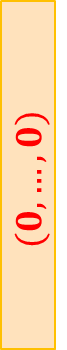 (0, … , 0)